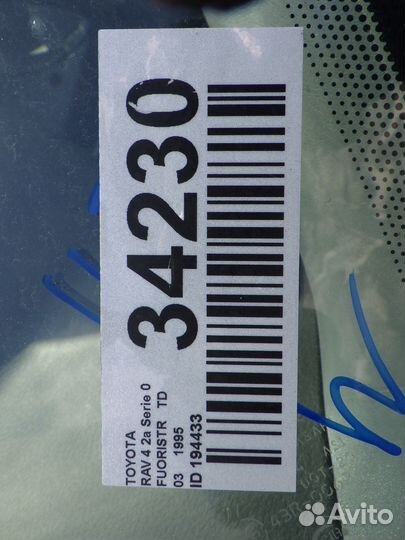 34230
TOYOTA
RAV 4 2a Serie 0
FUORISTR TD
03 1995
ID 194433
Avito